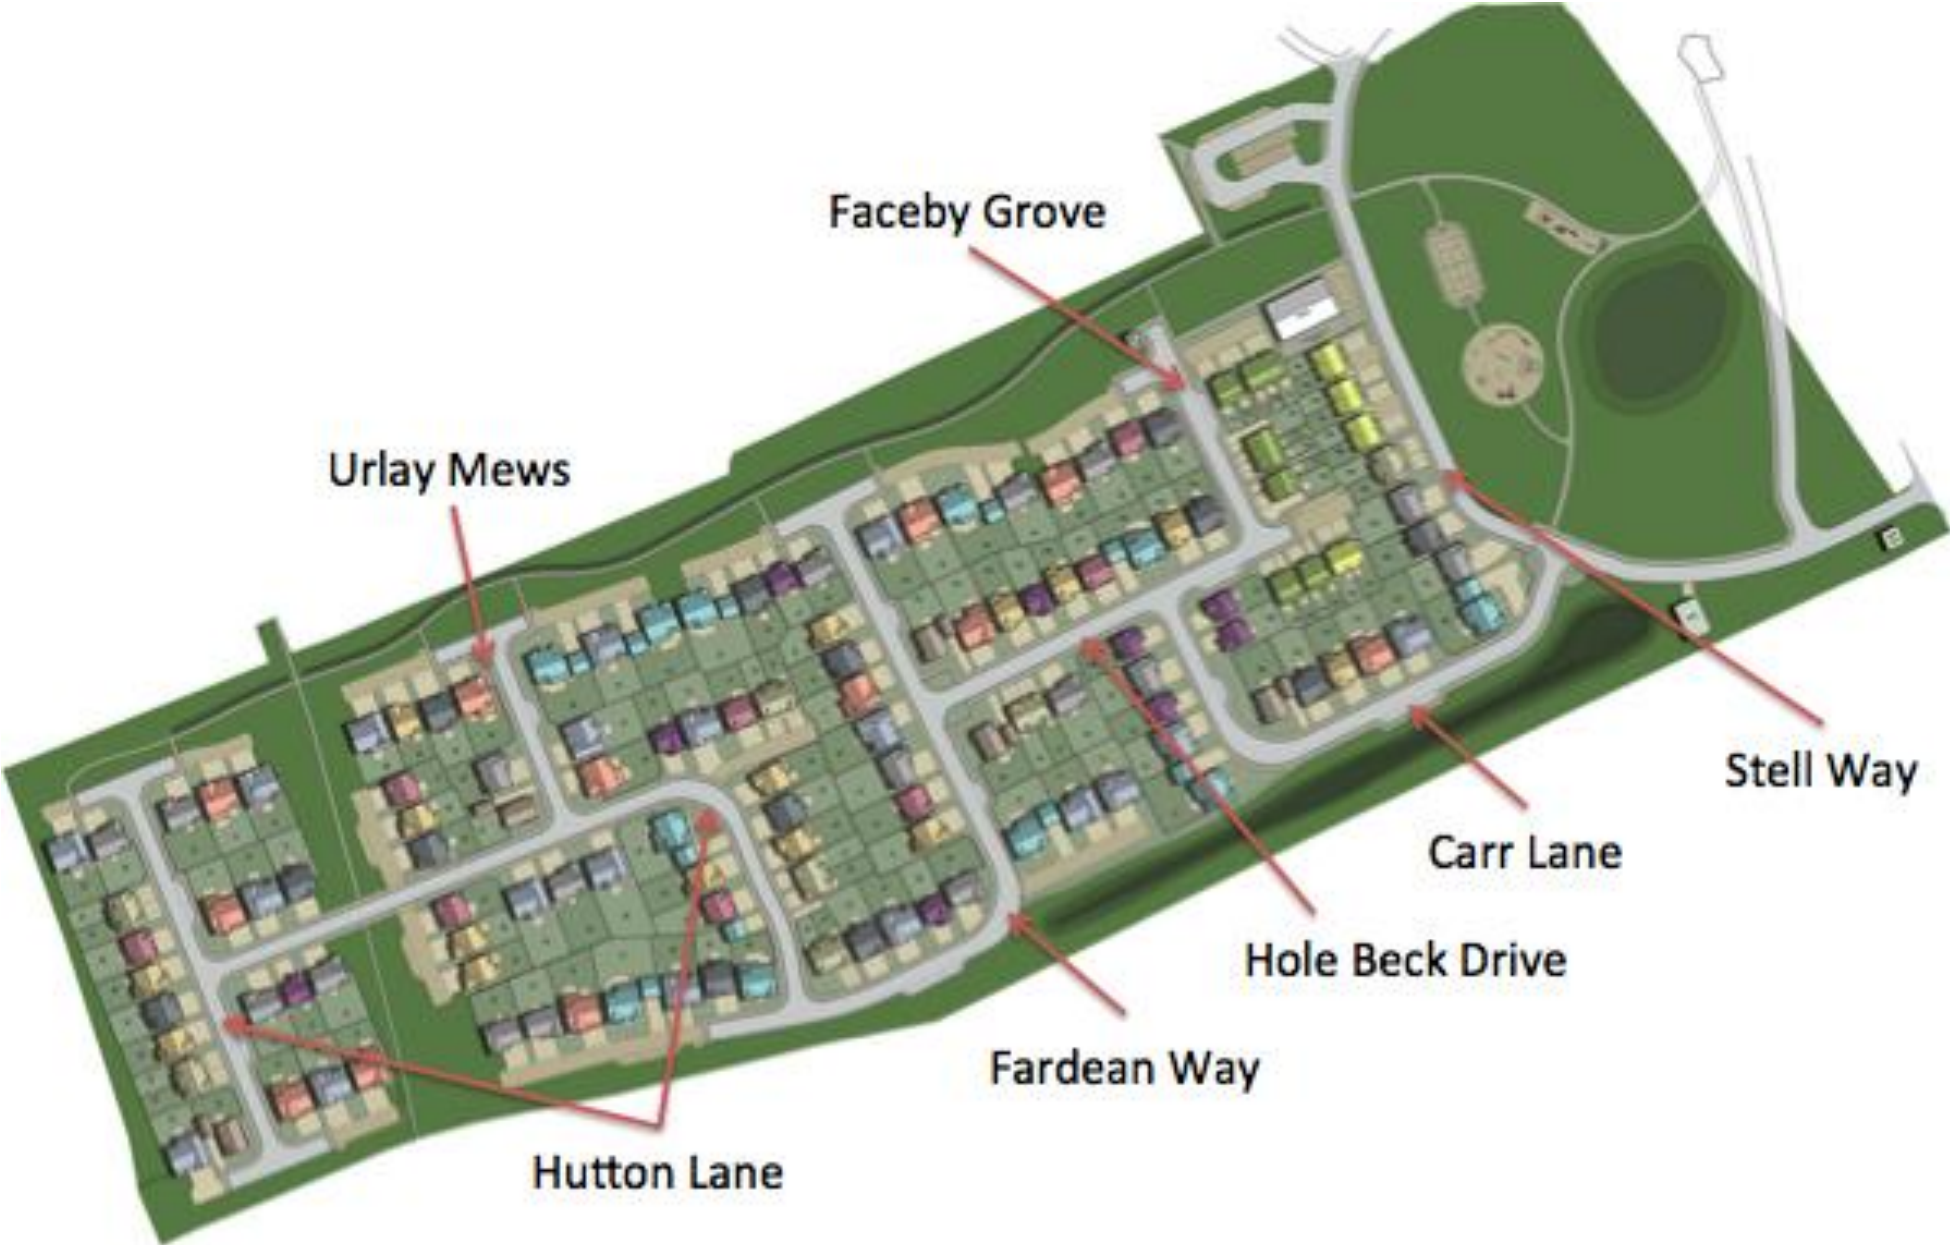 Faceby Grove
Urlay Mews
Stell Way
Carr Lane
Hole Beck Drive
Fardean Way
Hutton Lane